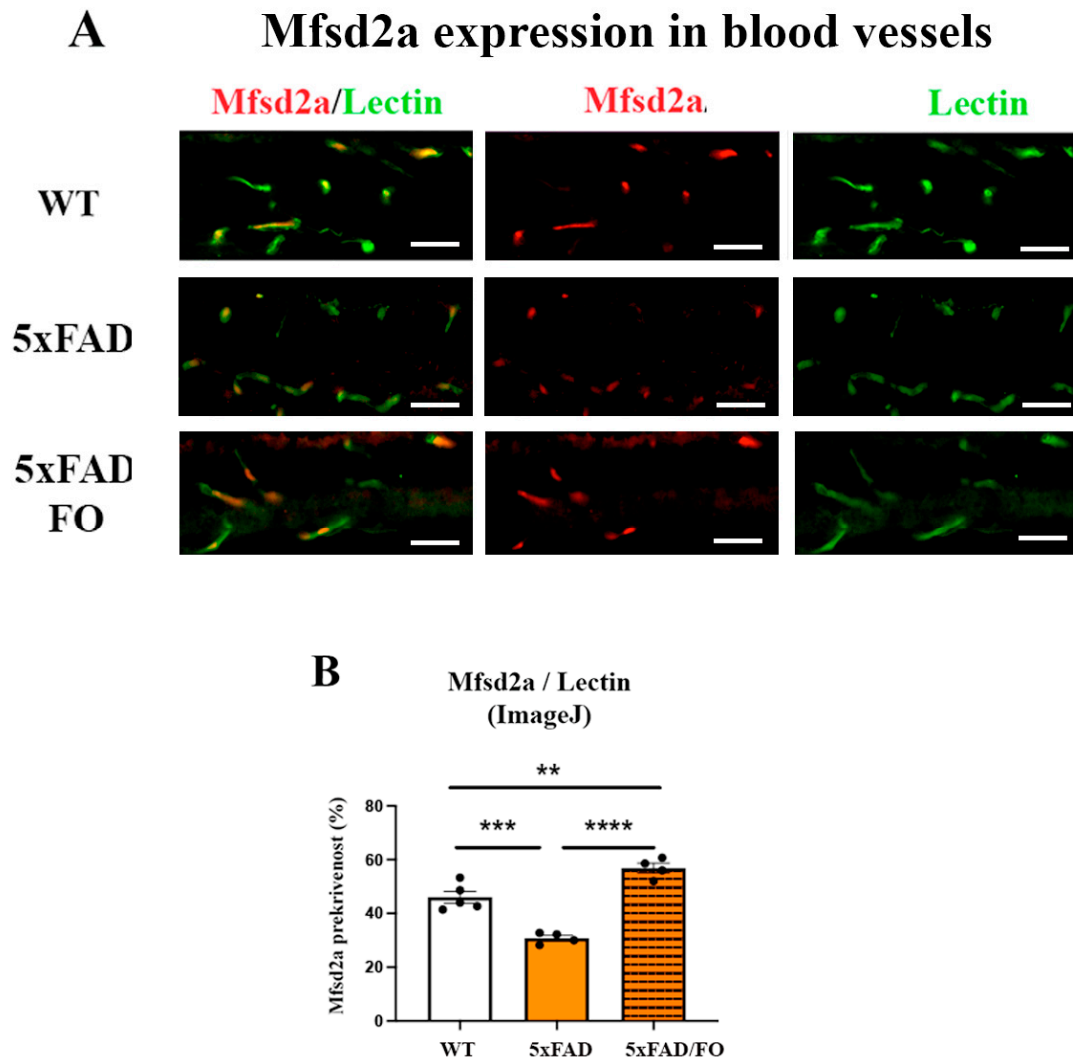 A
Mfsd2a expression in blood vessels
Mfsd2a/Lectin
Mfsd2a.
Lectin
WT
5xFAD
5xFAD
FO
B
Mfsd2a / Lectin
(ImageJ)
**
***
****
Mfsd2a prekrivenost (%)
80
60
40
20
0
WT
5xFAD
5xFAD/FO